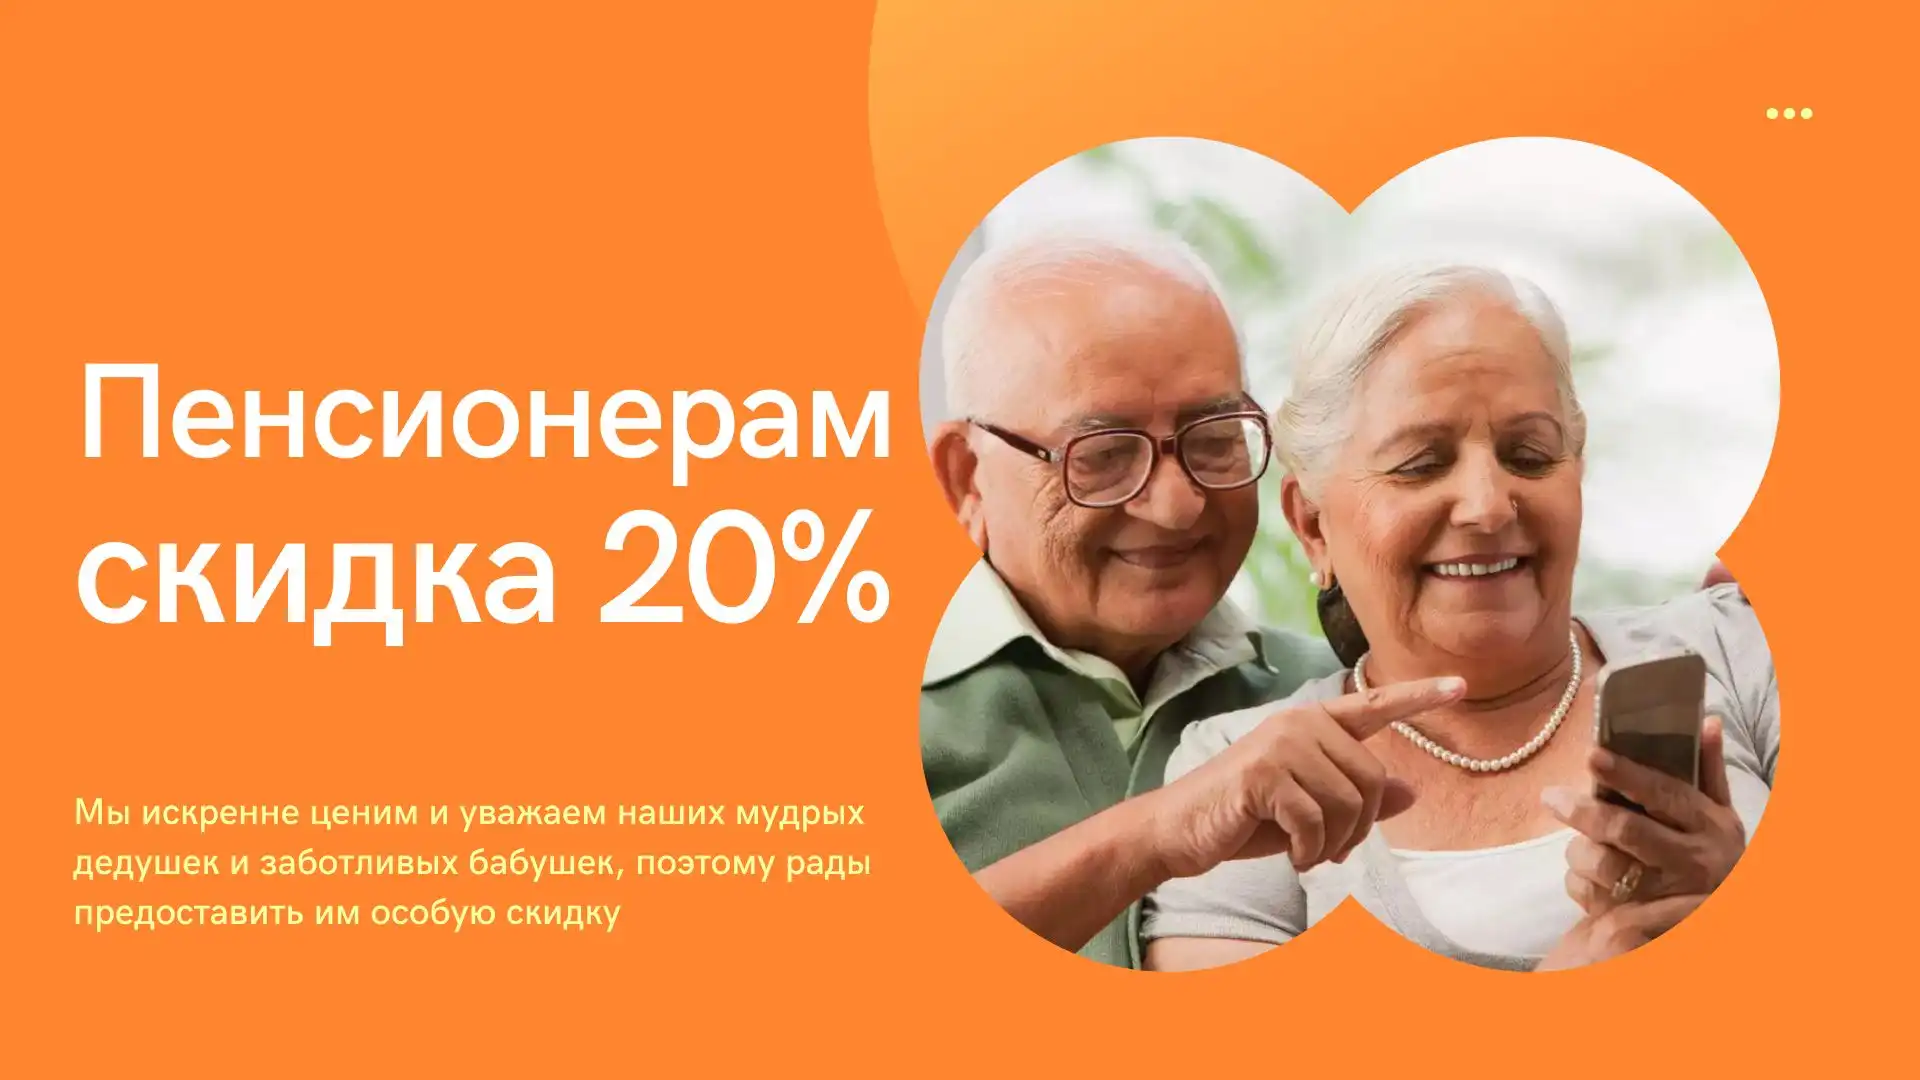 Пенсионерам
скидка 20%
Мы искренне ценим и уважаем наших мудрых
дедушек и заботливых бабушек, поэтому рады
предоставить им особую скидку